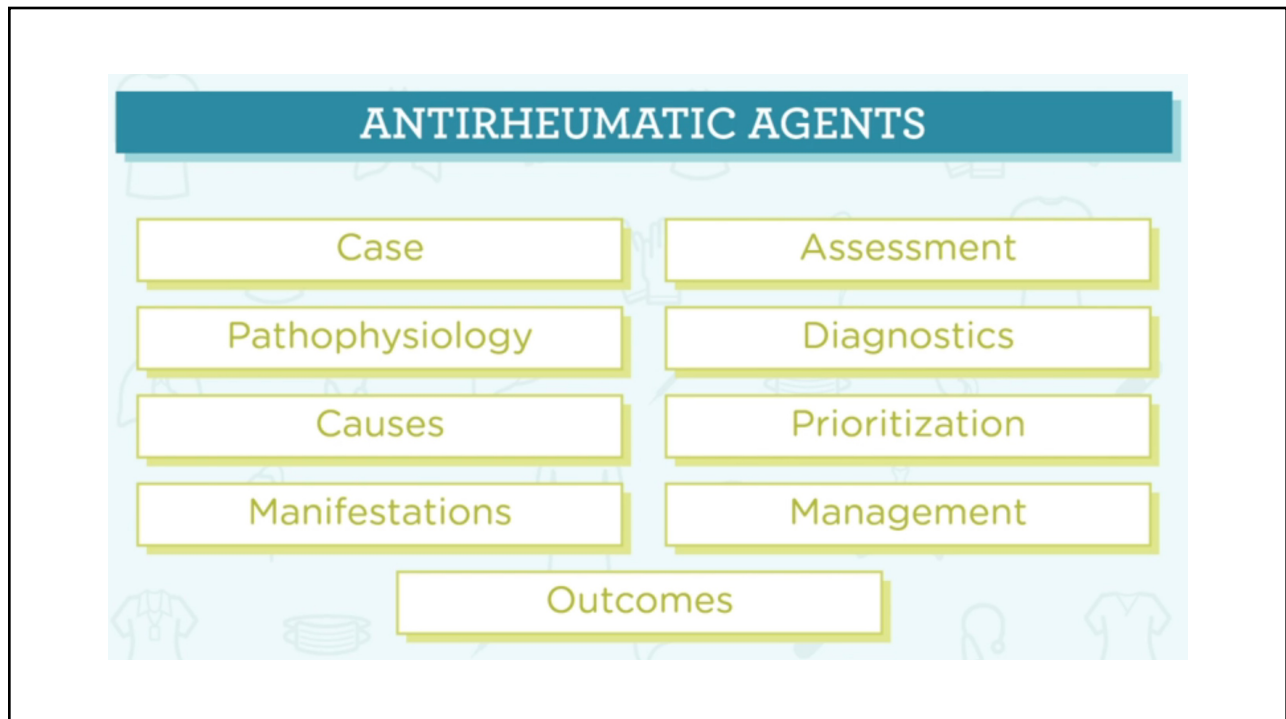 ANTIRHEUMATIC AGENTS
Case
Assessment
Pathophysiology
Diagnostics
Causes
Prioritization
Manifestations
Management
Outcomes